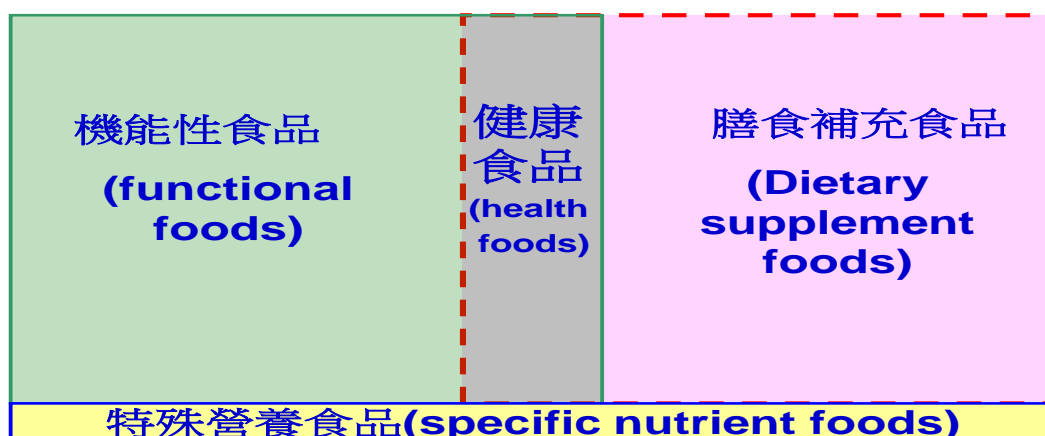 機能性食品
(functional
foods)
健康
食品
(health
foods)
膳食補充食品
(Dietary
supplement
foods)
特殊營養食品(specific nutrient foods)